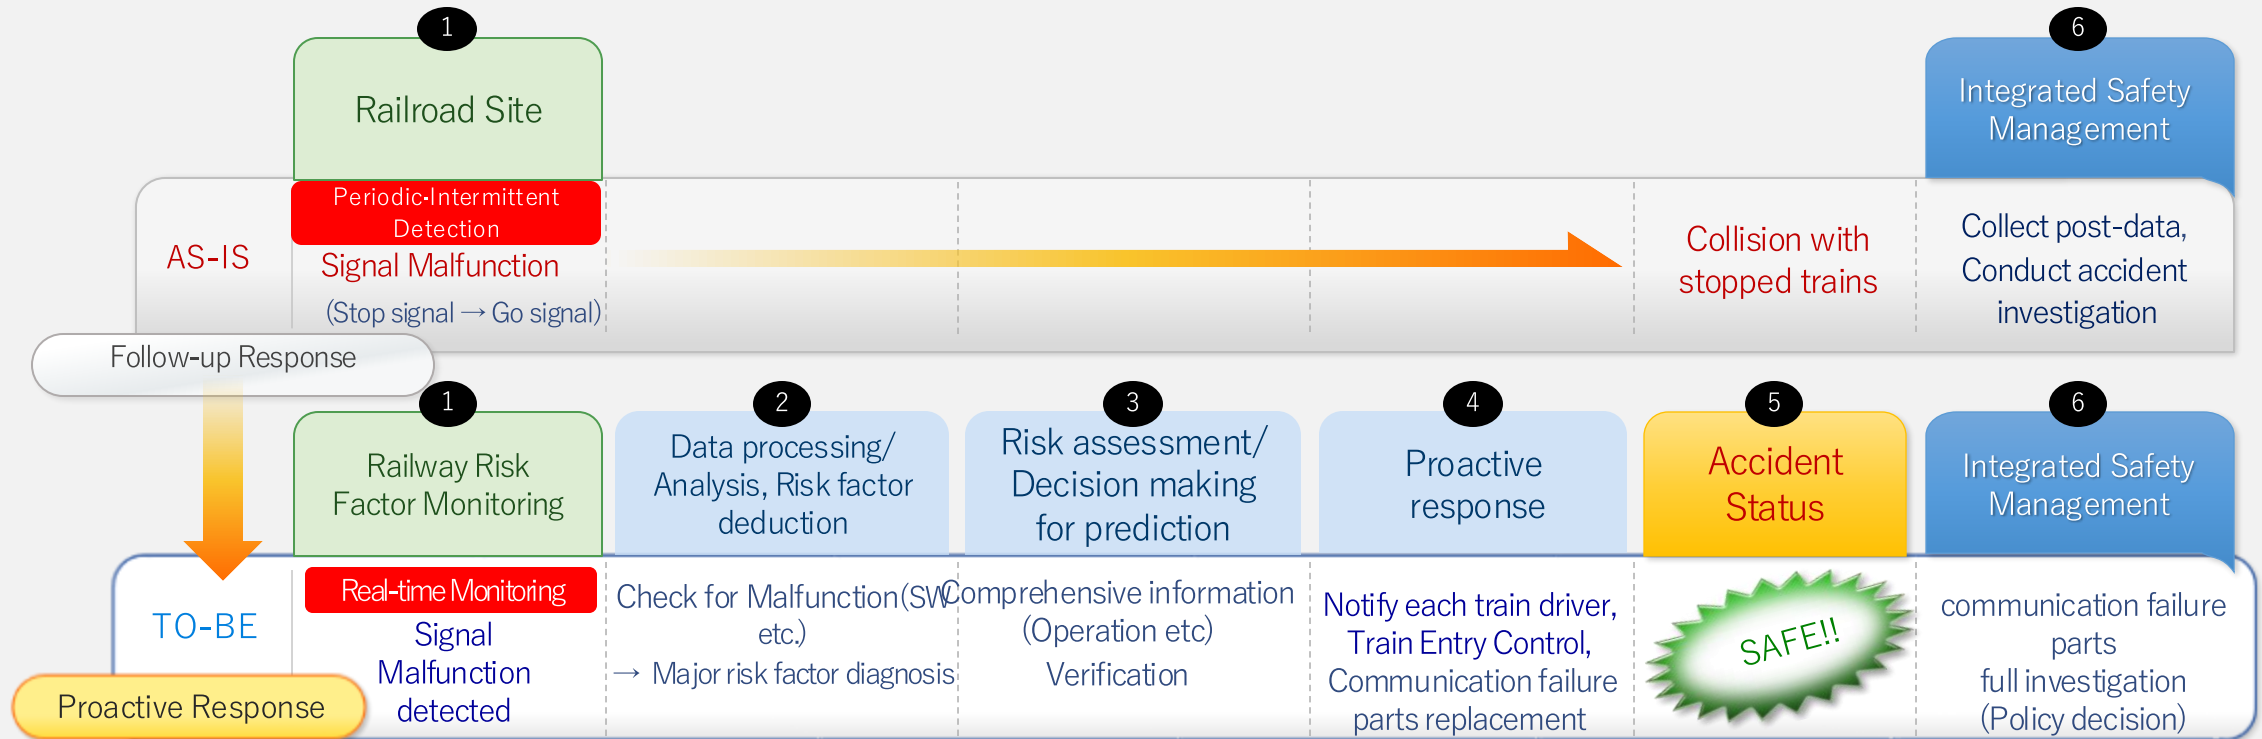 1
6
Railroad Site
Integrated Safety
Management
AS-IS
Periodic-Intermittent
Detection
Signal Malfunction
(Stop signal → Go signal)
Collision with
stopped trains
Collect post-data,
Conduct accident
investigation
Follow-up Response
1
2
3
4
5
6
Railway Risk
Factor Monitoring
Data processing/
Analysis, Risk factor
deduction
Risk assessment/
Decision making
for prediction
Proactive
response
Accident
Status
Integrated Safety
Management
TO-BE
Real-time Monitoring
Signal
Malfunction
detected
Check for Malfunction(SW
etc.)
→ Major risk factor diagnosis
Comprehensive information
(Operation etc)
Verification
Notify each train driver,
Train Entry Control,
Communication failure
parts replacement
SAFE!!
communication failure
parts
full investigation
(Policy decision)
Proactive Response